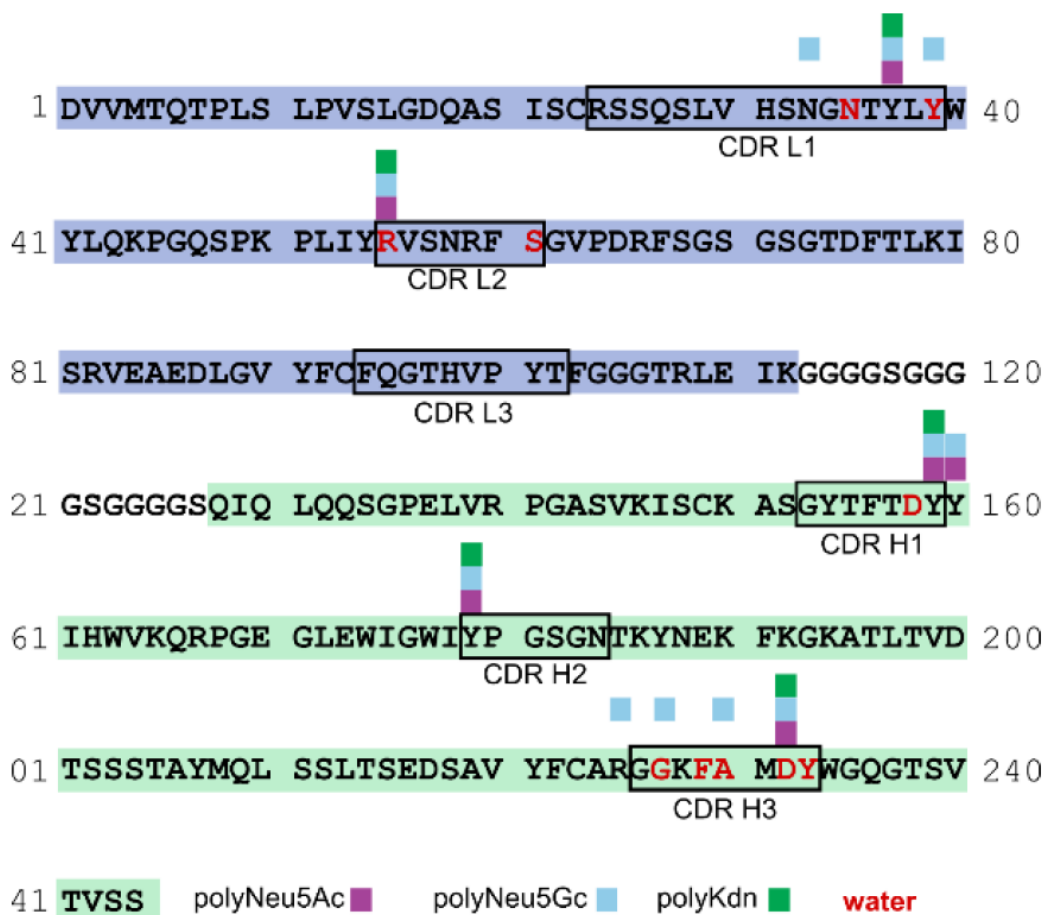 1 DVVMTQTPLS LPVSLGDQAS ISCRSSQSLV HSNGNTYLYW 40
CDR L1
41 YLQKPGQSPK PLIYRVSNRF SGVPDRFSGS GSGTDFTLKI 80
CDR L2
81 SRVEAEDLGV YFCFQGTHVP YTFGGGTRLE IKGGGGSGGG 120
CDR L3
21 GSGGGGSQIQ LQQSGPELVR PGASVKISCK ASGYTFTDYY 160
CDR H1
61 IHWVKQRPGE GLEWIGWIYP GSGNTKYNEK FKGKATLTVD 200
CDR H2
01 TSSSTAYMQL SSLTSEDSAV YFCARGGKFA MDYWGQGTSV 240
CDR H3
41 TVSS polyNeu5Ac polyNeu5Gc polyKdn water